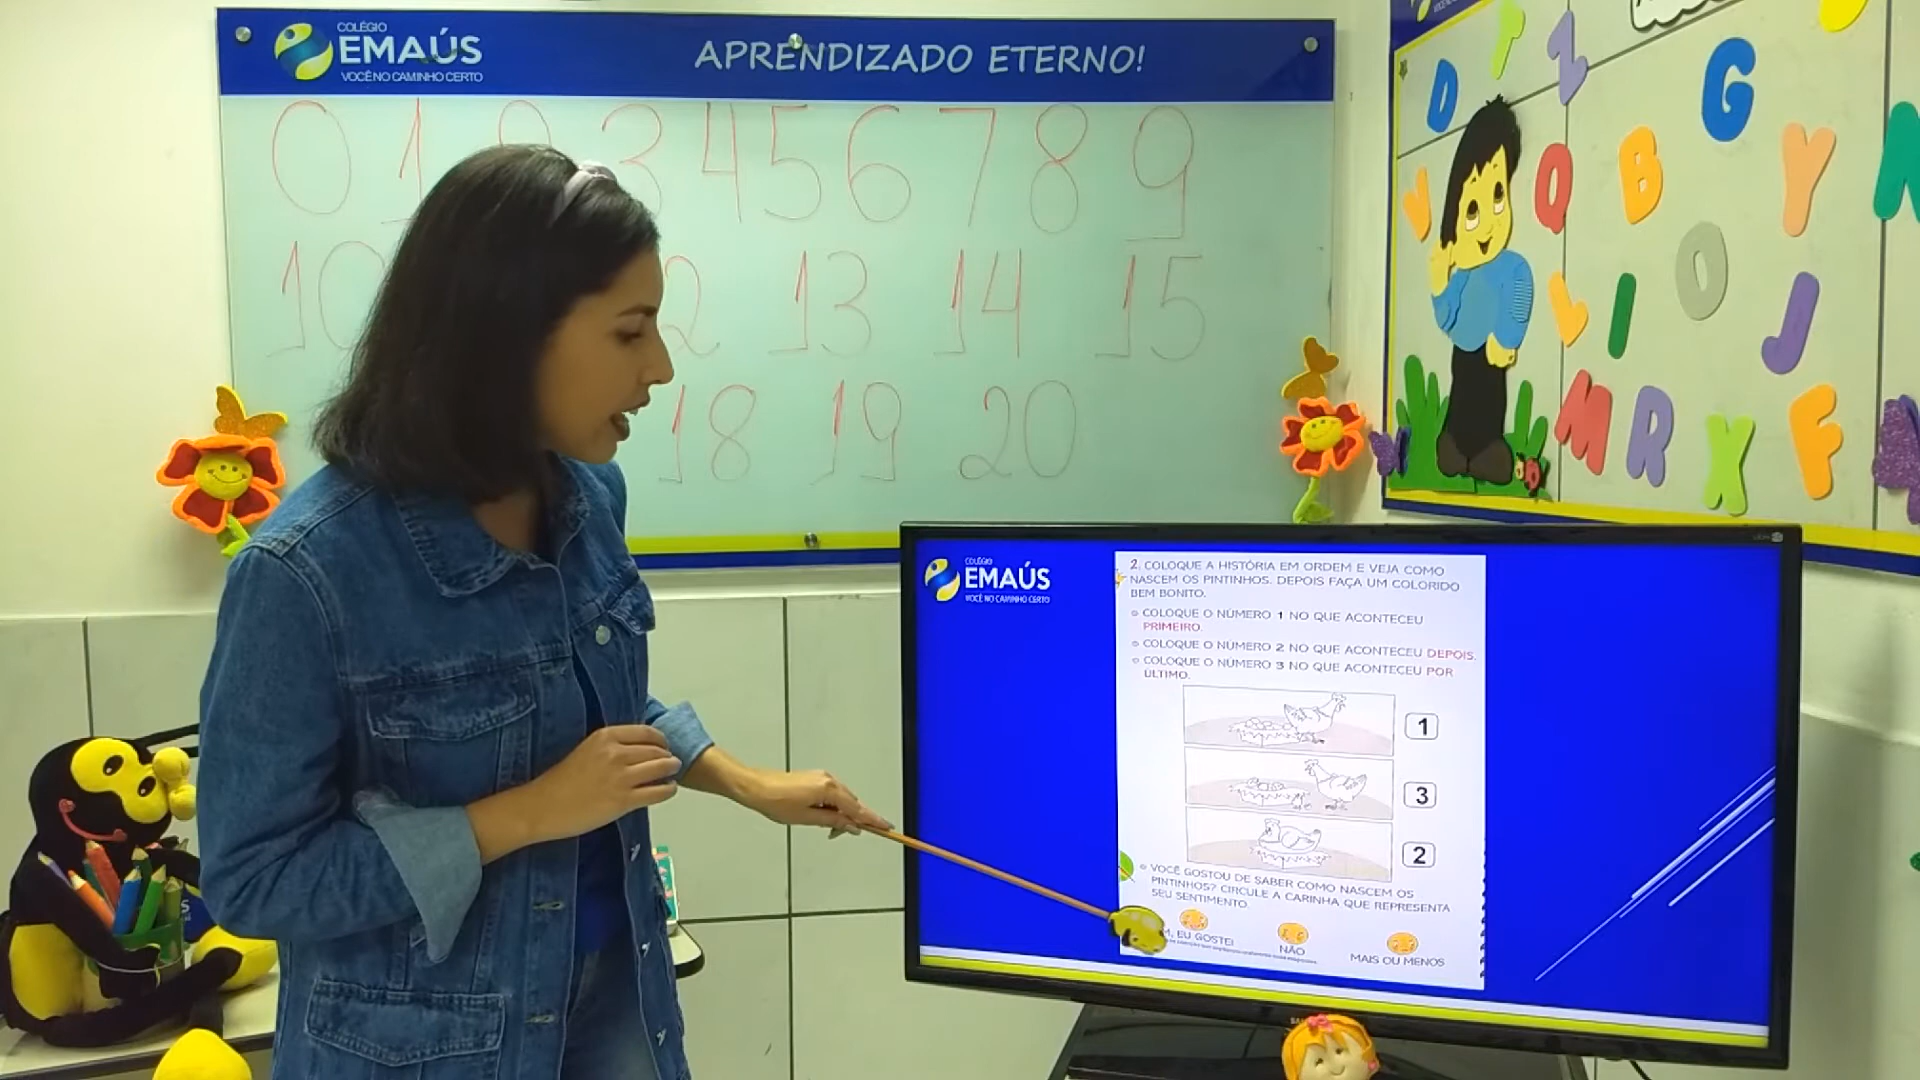 COLÉGIO
EMAÚS
VOCÊ NO CAMINHO CERTO
APRENDIZADO ETERNO!
0 1 2 3 4 5 6 7 8 9
10 2 13 14 15
18 19 20
D T Z G
V Q B Y
L I O J
M R X F
COLÉGIO
EMAÚS
VOCÊ NO CAMINHO CERTO
2. COLOQUE A HISTÓRIA EM ORDEM E VEJA COMO
NASCEM OS PINTINHOS. DEPOIS FAÇA UM COLORIDO
BEM BONITO.
COLOQUE O NÚMERO 1 NO QUE ACONTECEU
PRIMEIRO.
COLOQUE O NÚMERO 2 NO QUE ACONTECEU DEPOIS.
COLOQUE O NÚMERO 3 NO QUE ACONTECEU POR
ÚLTIMO.
1
3
2
VOCÊ GOSTOU DE SABER COMO NASCEM OS
PINTINHOS? CIRCULE A CARINHA QUE REPRESENTA
SEU SENTIMENTO.
M, EU GOSTEI
NÃO
MAIS OU MENOS